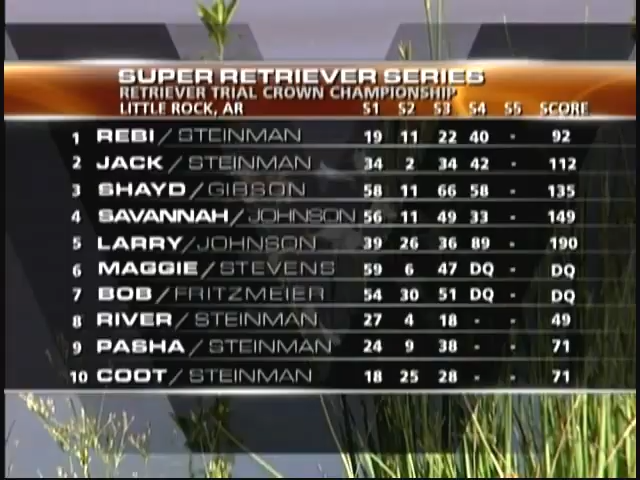 SUPER RETRIEVER SERIES
RETRIEVER TRIAL CROWN CHAMPIONSHIP
LITTLE ROCK, AR S1 S2 S3 S4 S5 SCORE
1 REBI/STEINMAN 19 11 22 40 - 92
2 JACK/STEINMAN 34 2 34 42 - 112
3 SHAYD/GIBSON 58 11 66 58 - 135
4 SAVANNAH/JOHNSON 56 11 49 33 - 149
5 LARRY/JOHNSON 39 26 36 89 - 190
6 MAGGIE/STEVENS 59 6 47 DQ - DQ
7 BOB/FRITZMEIER 54 30 51 DQ - DQ
8 RIVER/STEINMAN 27 4 18 - - 49
9 PASHA/STEINMAN 24 9 38 - - 71
10 COOT/STEINMAN 18 25 28 - - 71